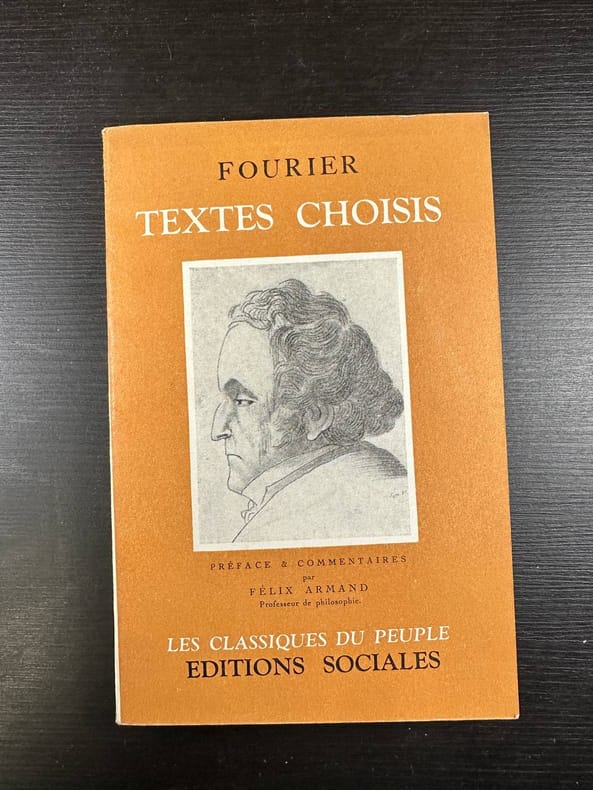 FOURIER
TEXTES CHOISIS
PRÉFACE & COMMENTAIRES
par
FÉLIX ARMAND
Professeur de philosophie.
LES CLASSIQUES DU PEUPLE
EDITIONS SOCIALES